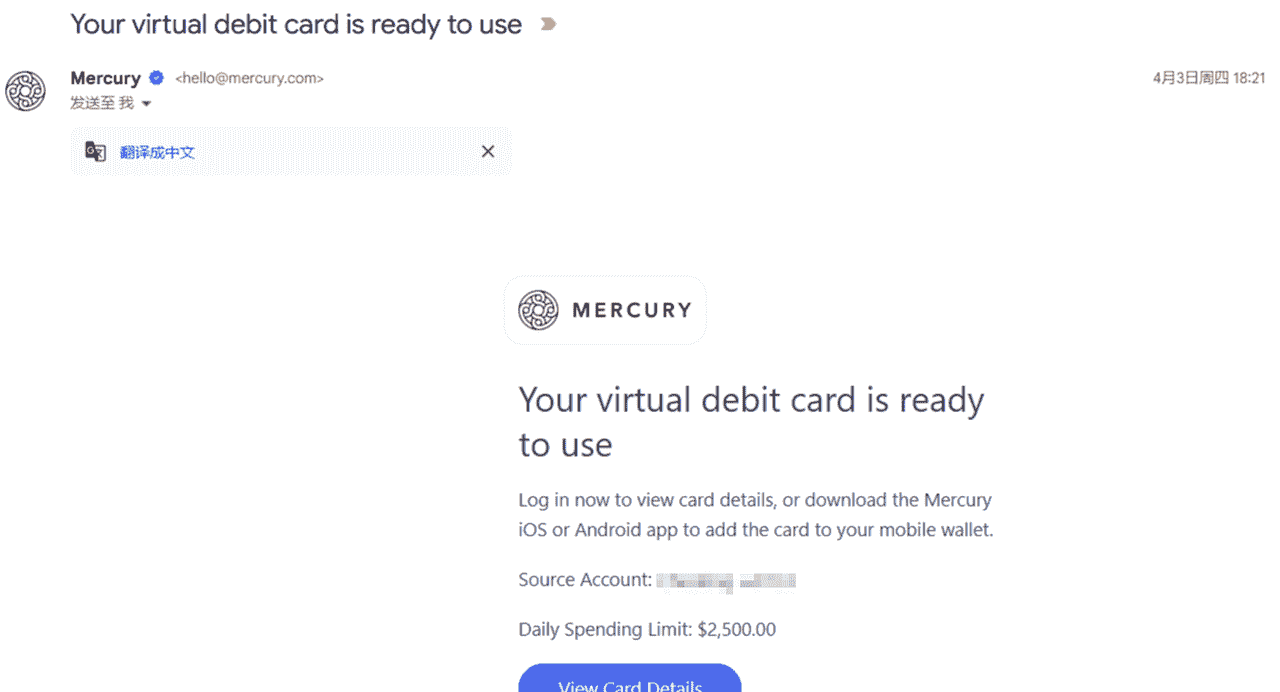 Your virtual debit card is ready to use
Mercury <hello@mercury.com>
4月3日周四 18:21
发送至 我
翻译成中文
MERCURY
Your virtual debit card is ready
to use
Log in now to view card details, or download the Mercury
iOS or Android app to add the card to your mobile wallet.
Source Account:
Daily Spending Limit: $2,500.00
View Card Details